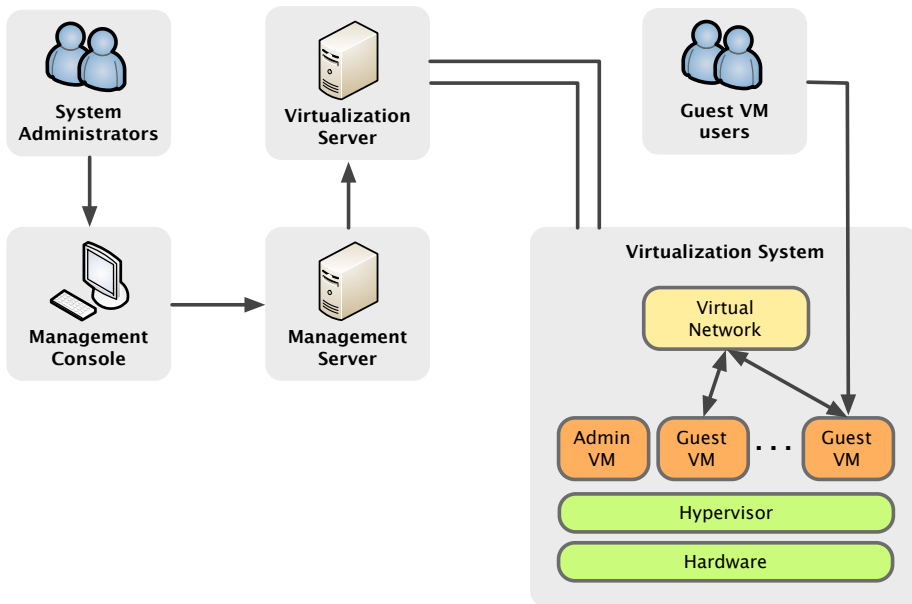 System
Administrators
Virtualization
Server
Guest VM
users
Management
Console
Management
Server
Virtualization System
Virtual
Network
Admin
VM
Guest
VM
. . .
Guest
VM
Hypervisor
Hardware